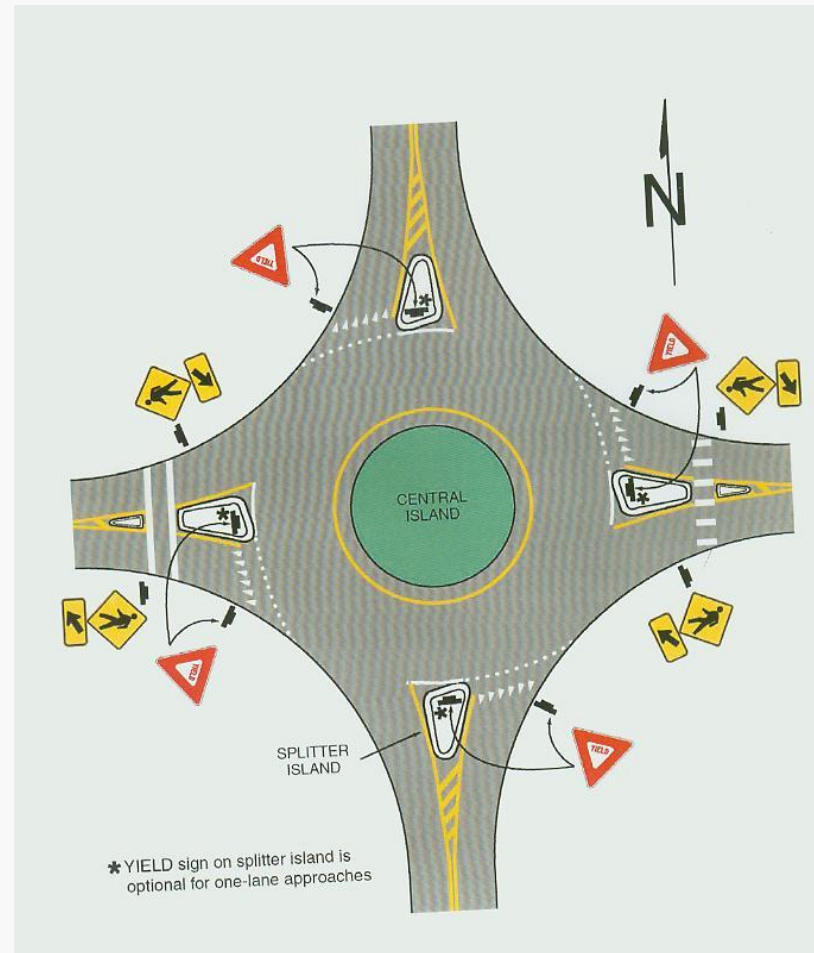 N
YIELD
YIELD
CENTRAL
ISLAND
YIELD
YIELD
SPLITTER
ISLAND
* YIELD sign on splitter island is
optional for one-lane approaches
*
*
*
*